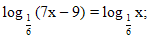 log_{1/6} (7x − 9) = log_{1/6} x;